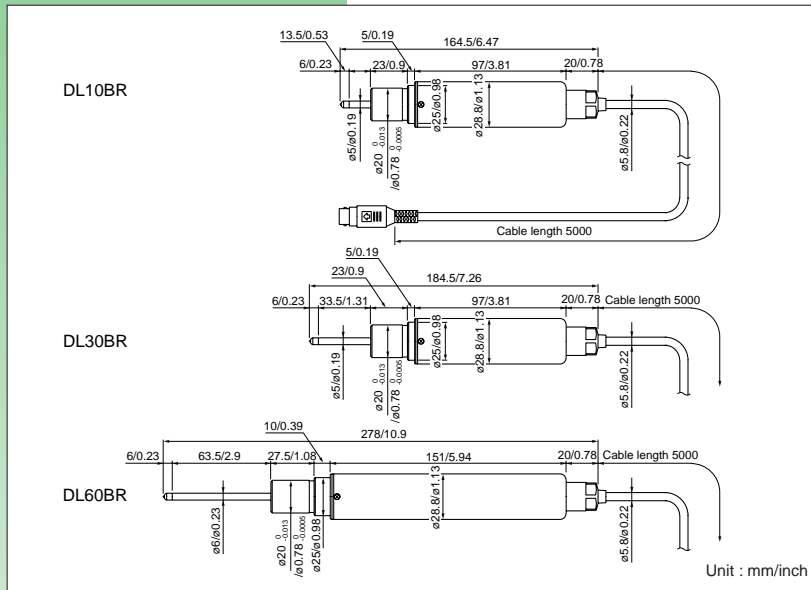 DL10BR
13.5/0.53
5/0.19
164.5/6.47
6/0.23
23/0.9
97/3.81
20/0.78
ø5/ø0.19
ø20 0 -0.013
/ø0.78 0 -0.0005
ø25/ø0.98
ø28.8/ø1.13
ø5.8/ø0.22
Cable length 5000
DL30BR
5/0.19
23/0.9
184.5/7.26
6/0.23
33.5/1.31
97/3.81
20/0.78
Cable length 5000
ø5/ø0.19
ø20 0 -0.013
/ø0.78 0 -0.0005
ø25/ø0.98
ø28.8/ø1.13
ø5.8/ø0.22
DL60BR
10/0.39
278/10.9
6/0.23
63.5/2.9
27.5/1.08
151/5.94
20/0.78
Cable length 5000
ø6/ø0.23
ø20 0 -0.013
/ø0.78 0 -0.0005
ø25/ø0.98
ø28.8/ø1.13
ø5.8/ø0.22
Unit : mm/inch